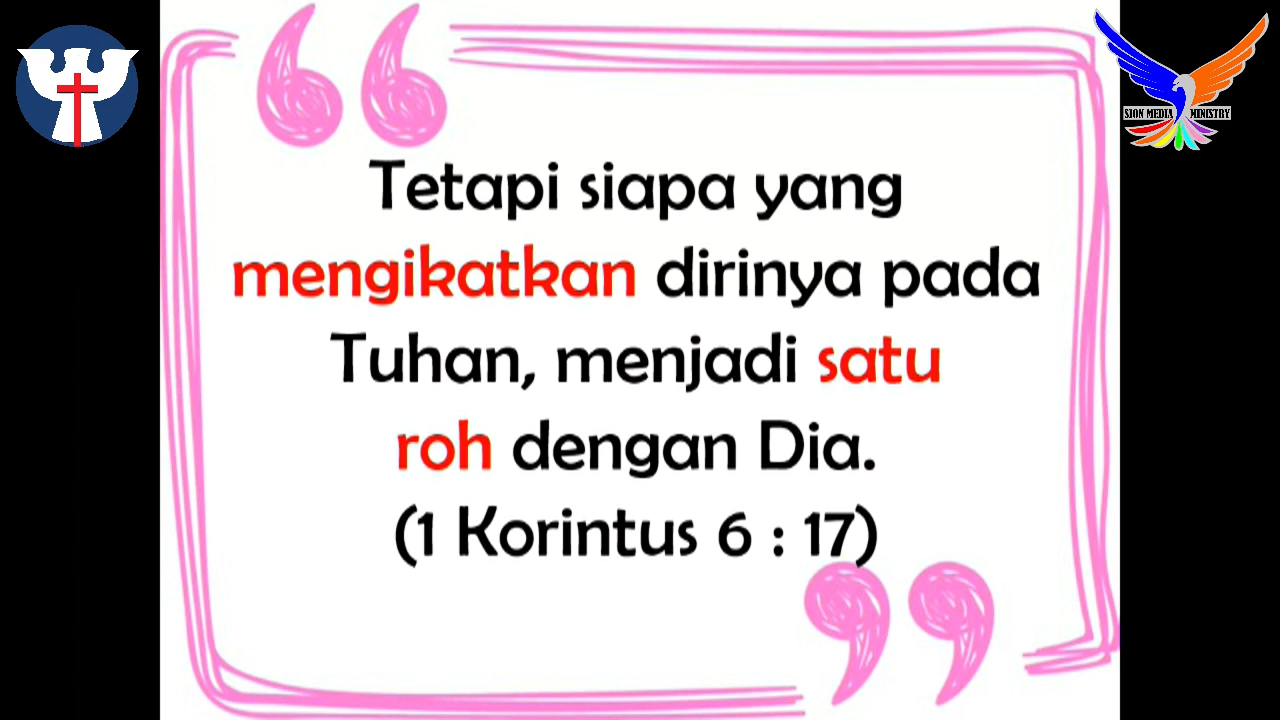 Tetapi siapa yang
mengikatkan dirinya pada
Tuhan, menjadi satu
roh dengan Dia.
(1 Korintus 6 : 17)
SION MEDIA MINISTRY